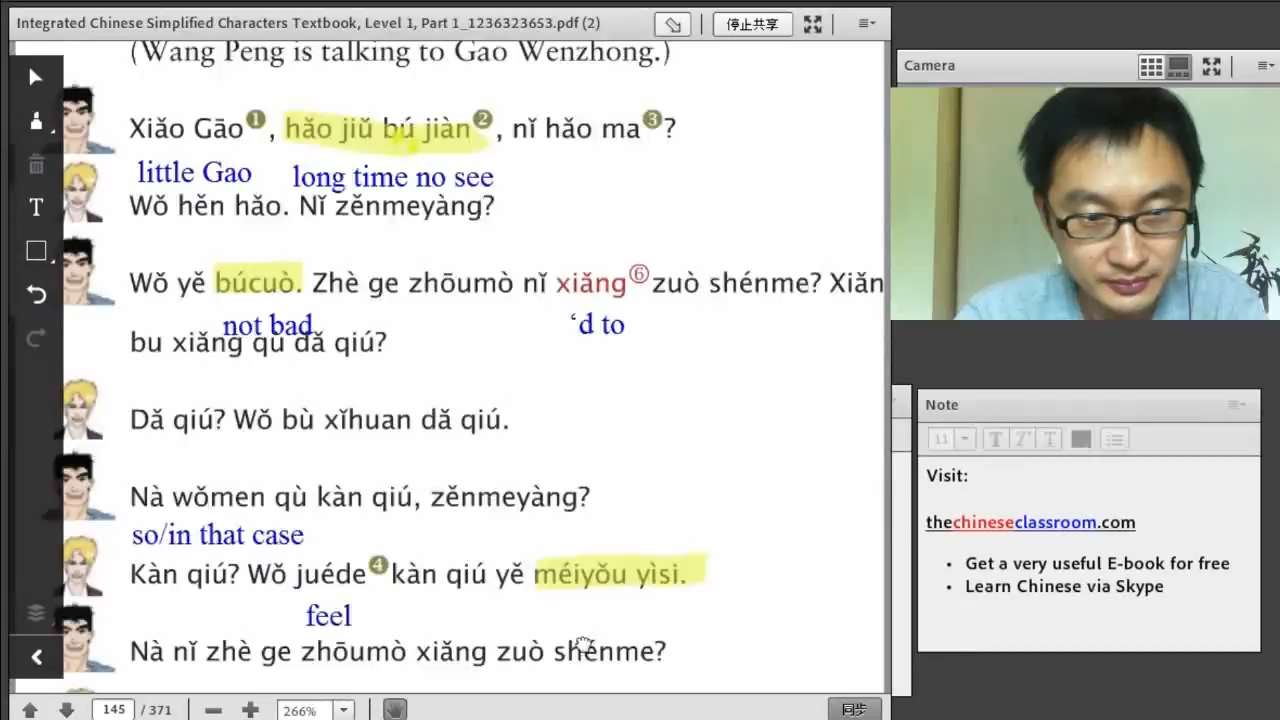 Integrated Chinese Simplified Characters Textbook, Level 1, Part 1_1236323653.pdf (2)
停止共享
(Wang Peng is talking to Gao Wenzhong.)
Xiǎo Gāo❶, hǎo jiǔ bú jiàn❷, nǐ hǎo ma❸?
little Gao long time no see
Wǒ hěn hǎo. Nǐ zěnmeyàng?
Wǒ yě búcuò. Zhè ge zhōumò nǐ xiǎng⑥ zuò shénme? Xiǎn
not bad ‘d to
bu xiǎng qù dǎ qiú?
Dǎ qiú? Wǒ bù xǐhuan dǎ qiú.
Nà wǒmen qù kàn qiú, zěnmeyàng?
so/in that case
Kàn qiú? Wǒ juéde❹ kàn qiú yě méiyǒu yìsi.
feel
Nà nǐ zhè ge zhōumò xiǎng zuò shénme?
145 / 371 266% 同步
Camera
Note
11 T T T
Visit:
thechineseclassroom.com
• Get a very useful E-book for free
• Learn Chinese via Skype